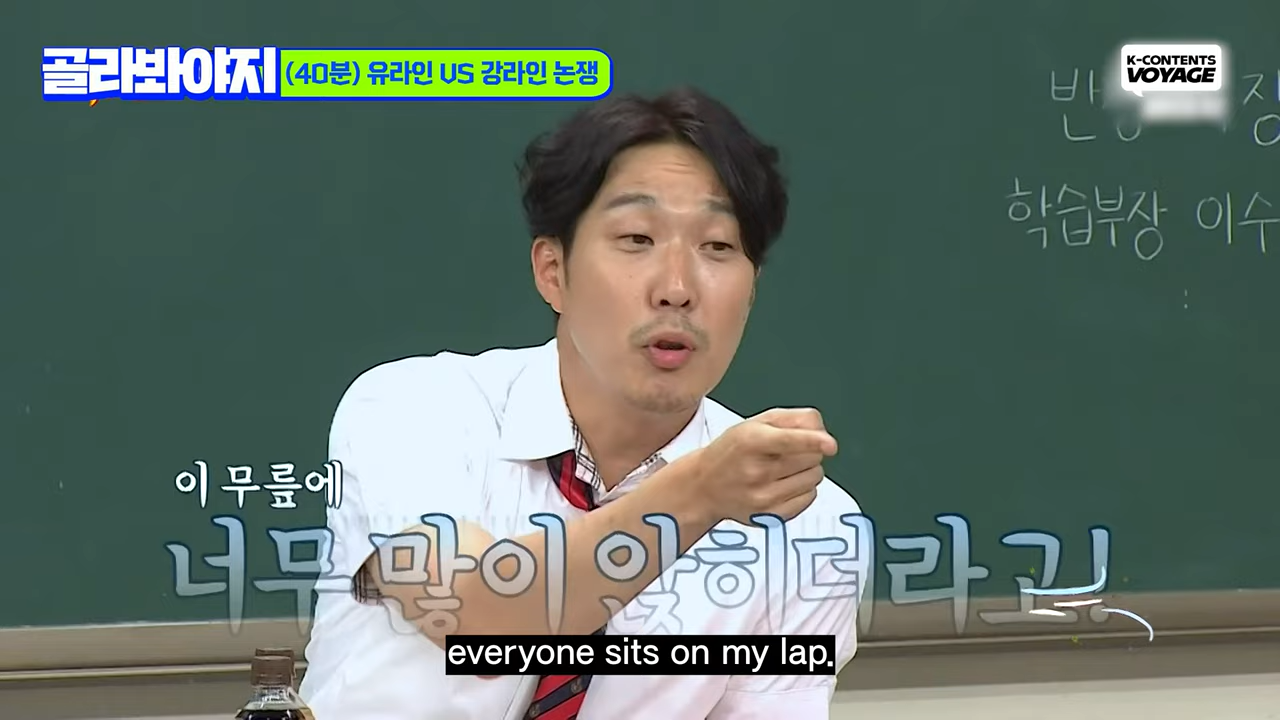 골라봐야지 (40분) 유라인 VS 강라인 논쟁
K-CONTENTS
VOYAGE
학습부장 이수
이 무릎에
너무 많이 앉히더라고!
everyone sits on my lap.